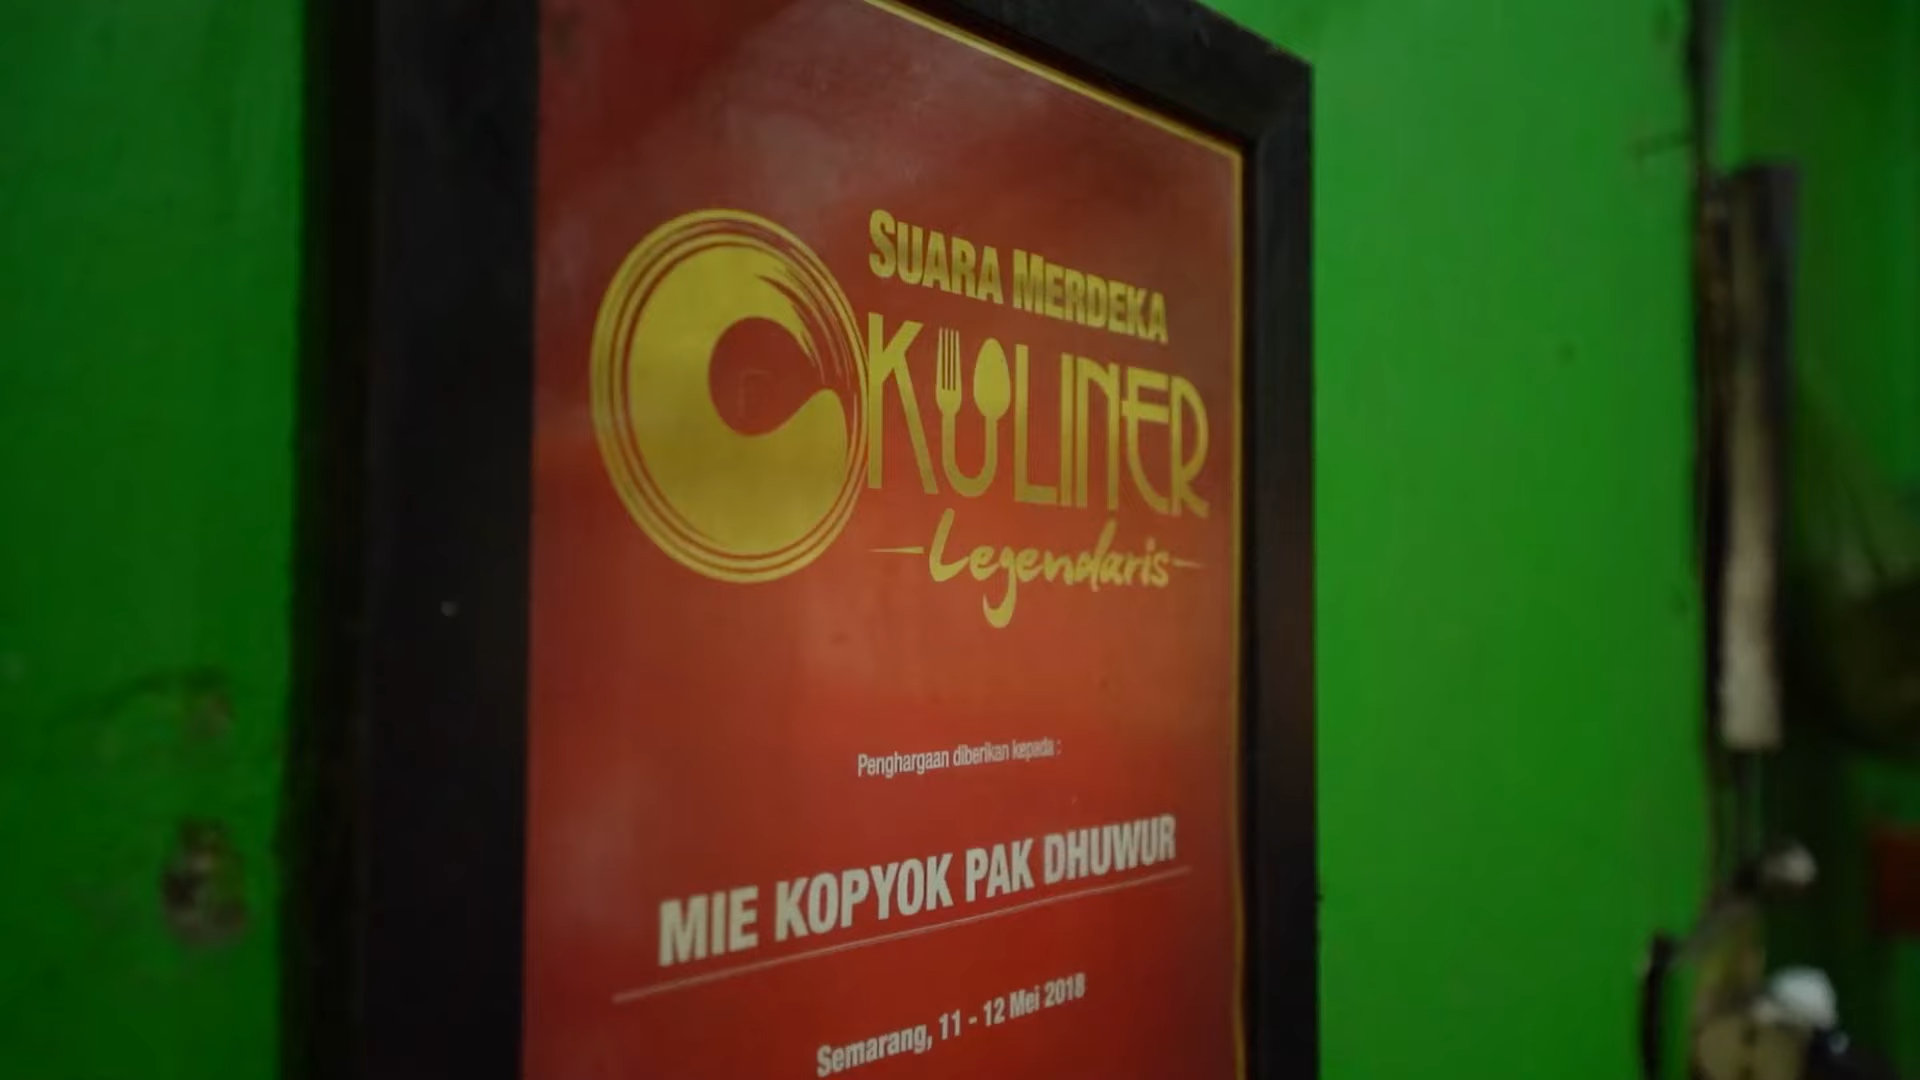 SUARA MERDEKA
KULINER
Legendaris
Penghargaan diberikan kepada :
MIE KOPYOK PAK DHUWUR
Semarang, 11 - 12 Mei 2018